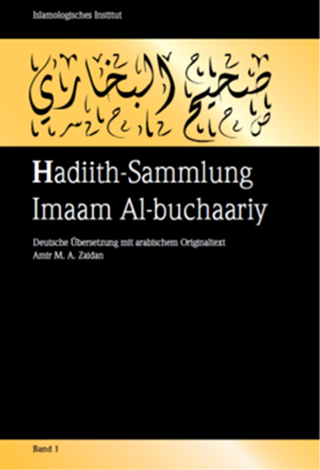 Islamologisches Institut
صحيح البخاري
Hadiith-Sammlung
Imaam Al-buchaariy
Deutsche Übersetzung mit arabischem Originaltext
Amir M. A. Zaidan
Band 1